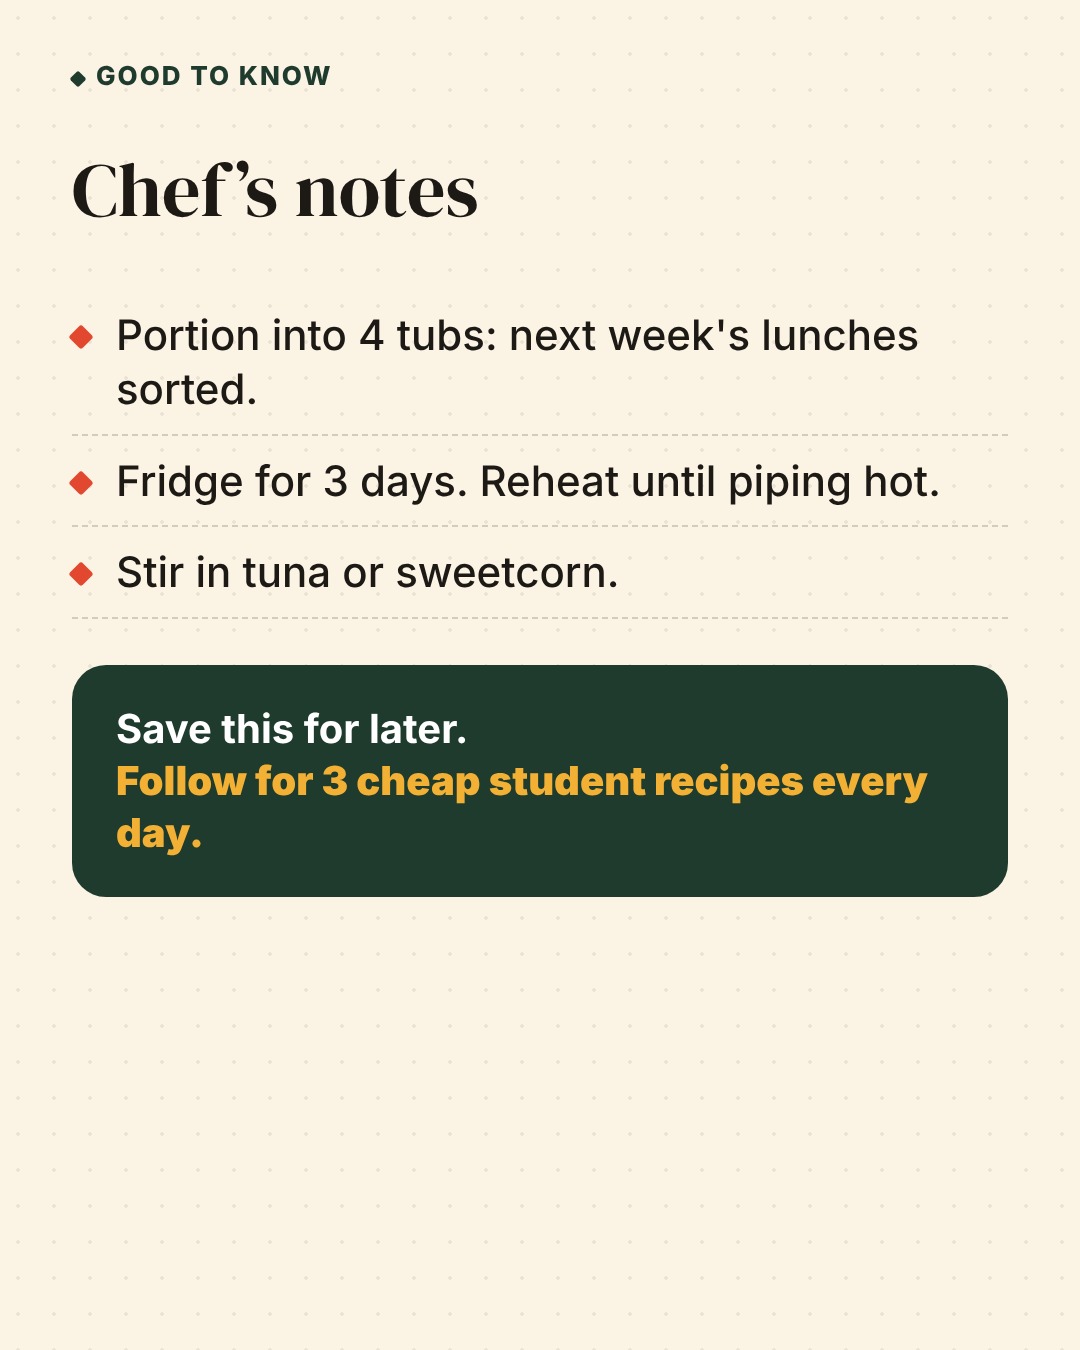 GOOD TO KNOW
Chef’s notes
Portion into 4 tubs: next week's lunches
sorted.
Fridge for 3 days. Reheat until piping hot.
Stir in tuna or sweetcorn.
Save this for later.
Follow for 3 cheap student recipes every
day.